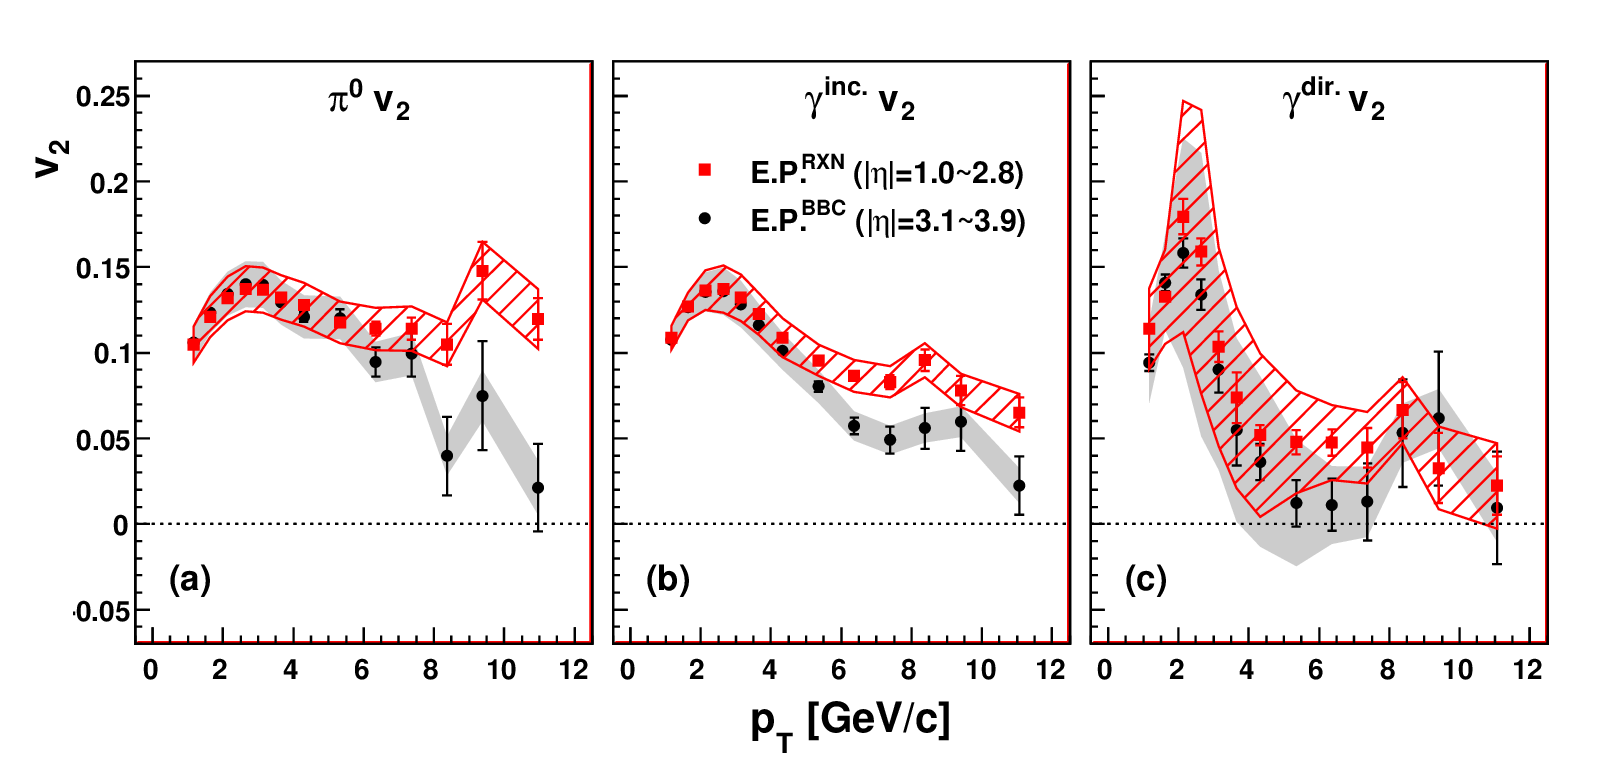 π⁰ v₂
γ^inc. v₂
γ^dir. v₂
E.P.^RXN (|η|=1.0~2.8)
E.P.^BBC (|η|=3.1~3.9)
v₂
0.25
0.2
0.15
0.1
0.05
0
-0.05
(a)
(b)
(c)
0 2 4 6 8 10 12
0 2 4 6 8 10 12
0 2 4 6 8 10 12
p_T [GeV/c]